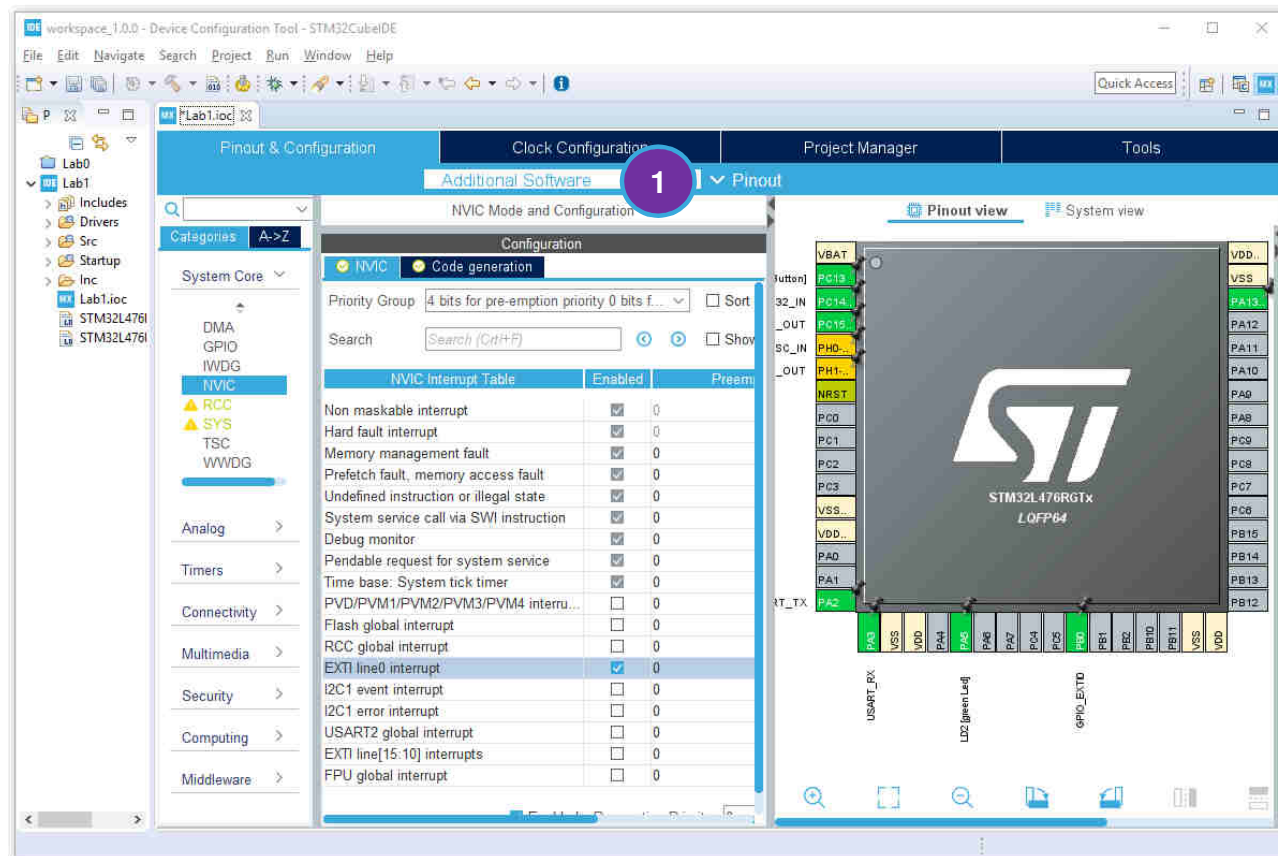 IDE workspace_1.0.0 - Device Configuration Tool - STM32CubeIDE
File Edit Navigate Search Project Run Window Help
Quick Access
P
MX *Lab1.ioc
Lab0
Lab1
Includes
Drivers
Src
Startup
Inc
Lab1.ioc
STM32L476I
STM32L476I
Pinout & Configuration
Clock Configuration
Project Manager
Tools
Additional Software
1
Pinout
Categories A->Z
System Core
DMA
GPIO
IWDG
NVIC
RCC
SYS
TSC
WWDG
Analog
Timers
Connectivity
Multimedia
Security
Computing
Middleware
NVIC Mode and Configuration
Configuration
NVIC Code generation
Priority Group 4 bits for pre-emption priority 0 bits f... Sort
Search Search (Crtl+F) Show
NVIC Interrupt Table Enabled Preem
Non maskable interrupt 0
Hard fault interrupt 0
Memory management fault 0
Prefetch fault, memory access fault 0
Undefined instruction or illegal state 0
System service call via SWI instruction 0
Debug monitor 0
Pendable request for system service 0
Time base: System tick timer 0
PVD/PVM1/PVM2/PVM3/PVM4 interru... 0
Flash global interrupt 0
RCC global interrupt 0
EXTI line0 interrupt 0
I2C1 event interrupt 0
I2C1 error interrupt 0
USART2 global interrupt 0
EXTI line[15:10] interrupts 0
FPU global interrupt 0
Pinout view System view
VBAT
Button] PC13..
32_IN PC14..
_OUT PC15..
SC_IN PH0-..
_OUT PH1-..
NRST
PC0
PC1
PC2
PC3
VSS..
VDD..
PA0
PA1
RT_TX PA2
STM32L476RGTx
LQFP64
VDD..
VSS
PA13..
PA12
PA11
PA10
PA9
PA8
PC9
PC8
PC7
PC6
PB15
PB14
PB13
PB12
PA3
VSS
VDD
PA4
PA5
PA6
PA7
PC4
PC5
PB0
PB1
PB2
PB10
PB11
VSS
VDD
USART_RX
LD2 [green Led]
GPIO_EXTI0